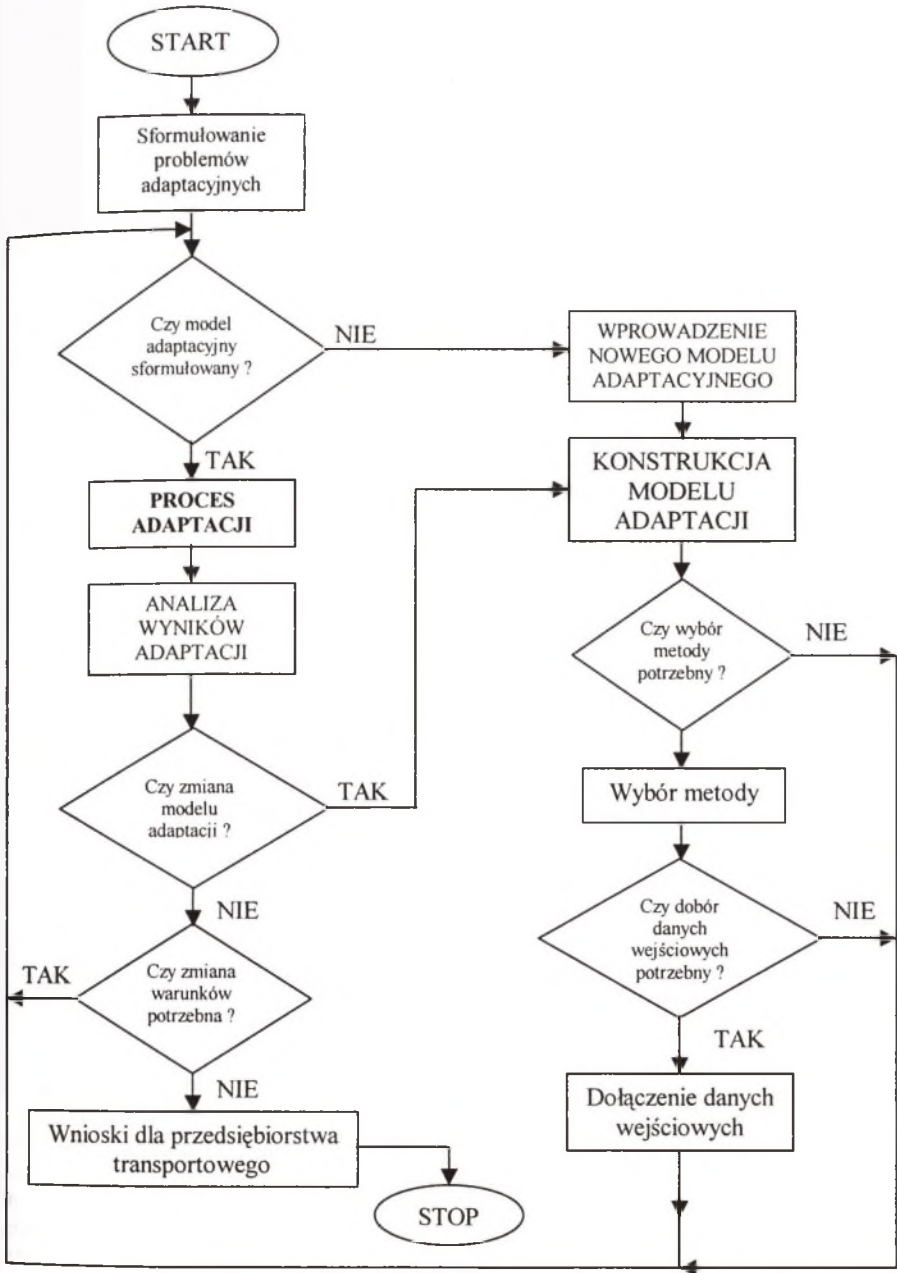 START
Sformułowanie
problemów
adaptacyjnych
Czy model
adaptacyjny
sformułowany ?
NIE
TAK
PROCES
ADAPTACJI
ANALIZA
WYNIKÓW
ADAPTACJI
Czy zmiana
modelu
adaptacji ?
TAK
NIE
Czy zmiana
warunków
potrzebna ?
TAK
NIE
Wnioski dla przedsiębiorstwa
transportowego
STOP
WPROWADZENIE
NOWEGO MODELU
ADAPTACYJNEGO
KONSTRUKCJA
MODELU
ADAPTACJI
Czy wybór
metody
potrzebny ?
NIE
Wybór metody
Czy dobór
danych
wejściowych
potrzebny ?
NIE
TAK
Dołączenie danych
wejściowych